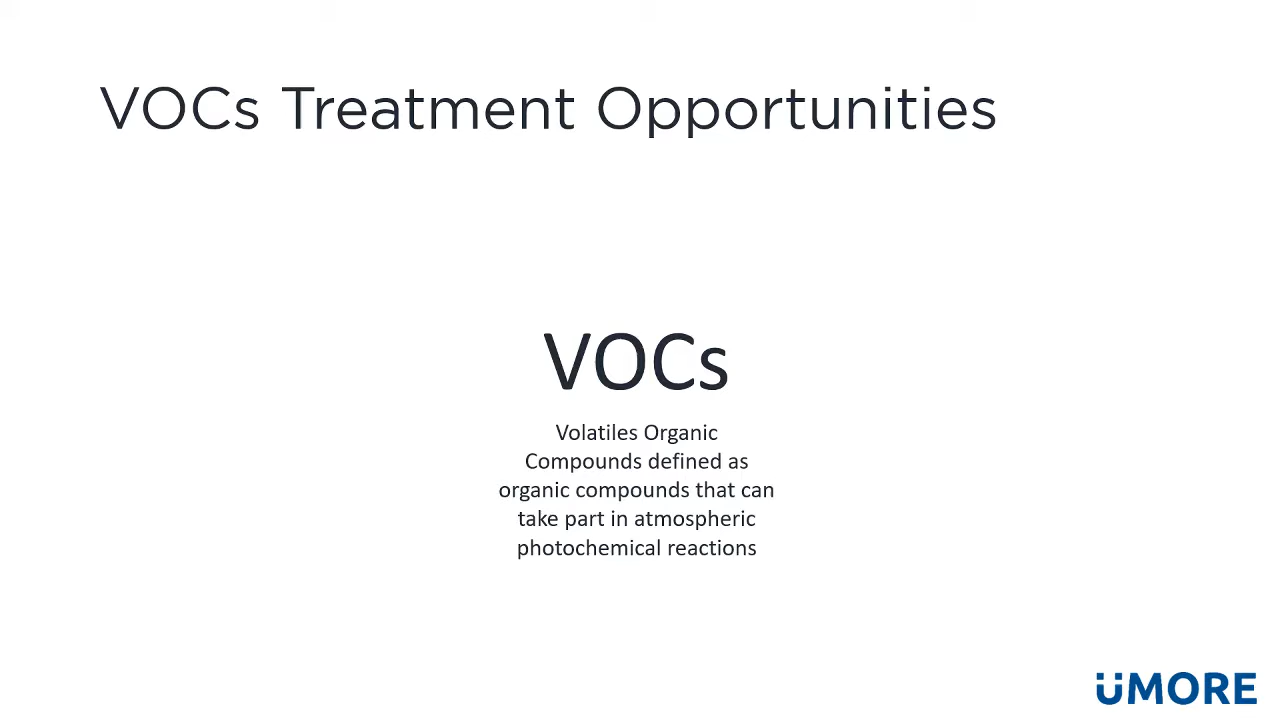 VOCs Treatment Opportunities
VOCs
Volatiles Organic
Compounds defined as
organic compounds that can
take part in atmospheric
photochemical reactions
ÜMORE